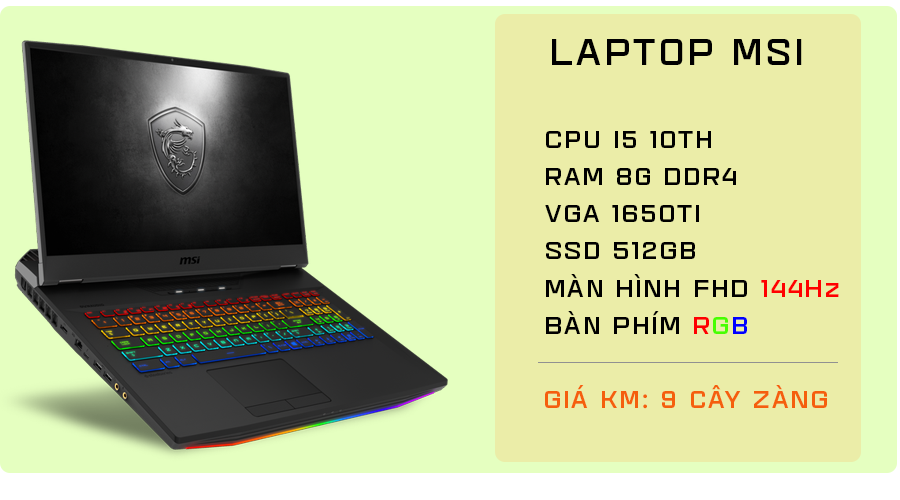 msi
LAPTOP MSI
CPU I5 10TH
RAM 8G DDR4
VGA 1650TI
SSD 512GB
MÀN HÌNH FHD 144Hz
BÀN PHÍM RGB
GIÁ KM: 9 CÂY ZÀNG